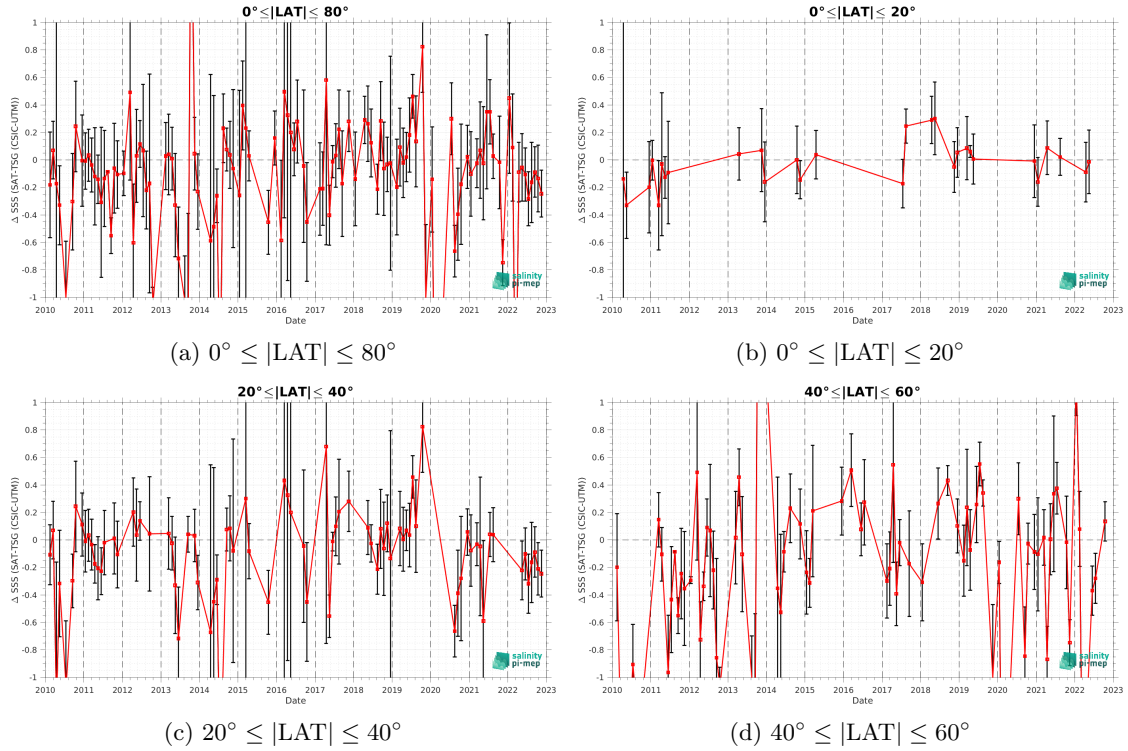 0°≤|LAT|≤ 80°
Δ SSS (SAT-TSG (CSIC-UTM))
1
0.8
0.6
0.4
0.2
0
-0.2
-0.4
-0.6
-0.8
-1
2010 2011 2012 2013 2014 2015 2016 2017 2018 2019 2020 2021 2022 2023
Date
salinity
pi-mep
(a) 0° ≤ |LAT| ≤ 80°
0°≤|LAT|≤ 20°
Δ SSS (SAT-TSG (CSIC-UTM))
1
0.8
0.6
0.4
0.2
0
-0.2
-0.4
-0.6
-0.8
-1
2010 2011 2012 2013 2014 2015 2016 2017 2018 2019 2020 2021 2022 2023
Date
salinity
pi-mep
(b) 0° ≤ |LAT| ≤ 20°
20°≤|LAT|≤ 40°
Δ SSS (SAT-TSG (CSIC-UTM))
1
0.8
0.6
0.4
0.2
0
-0.2
-0.4
-0.6
-0.8
-1
2010 2011 2012 2013 2014 2015 2016 2017 2018 2019 2020 2021 2022 2023
Date
salinity
pi-mep
(c) 20° ≤ |LAT| ≤ 40°
40°≤|LAT|≤ 60°
Δ SSS (SAT-TSG (CSIC-UTM))
1
0.8
0.6
0.4
0.2
0
-0.2
-0.4
-0.6
-0.8
-1
2010 2011 2012 2013 2014 2015 2016 2017 2018 2019 2020 2021 2022 2023
Date
salinity
pi-mep
(d) 40° ≤ |LAT| ≤ 60°